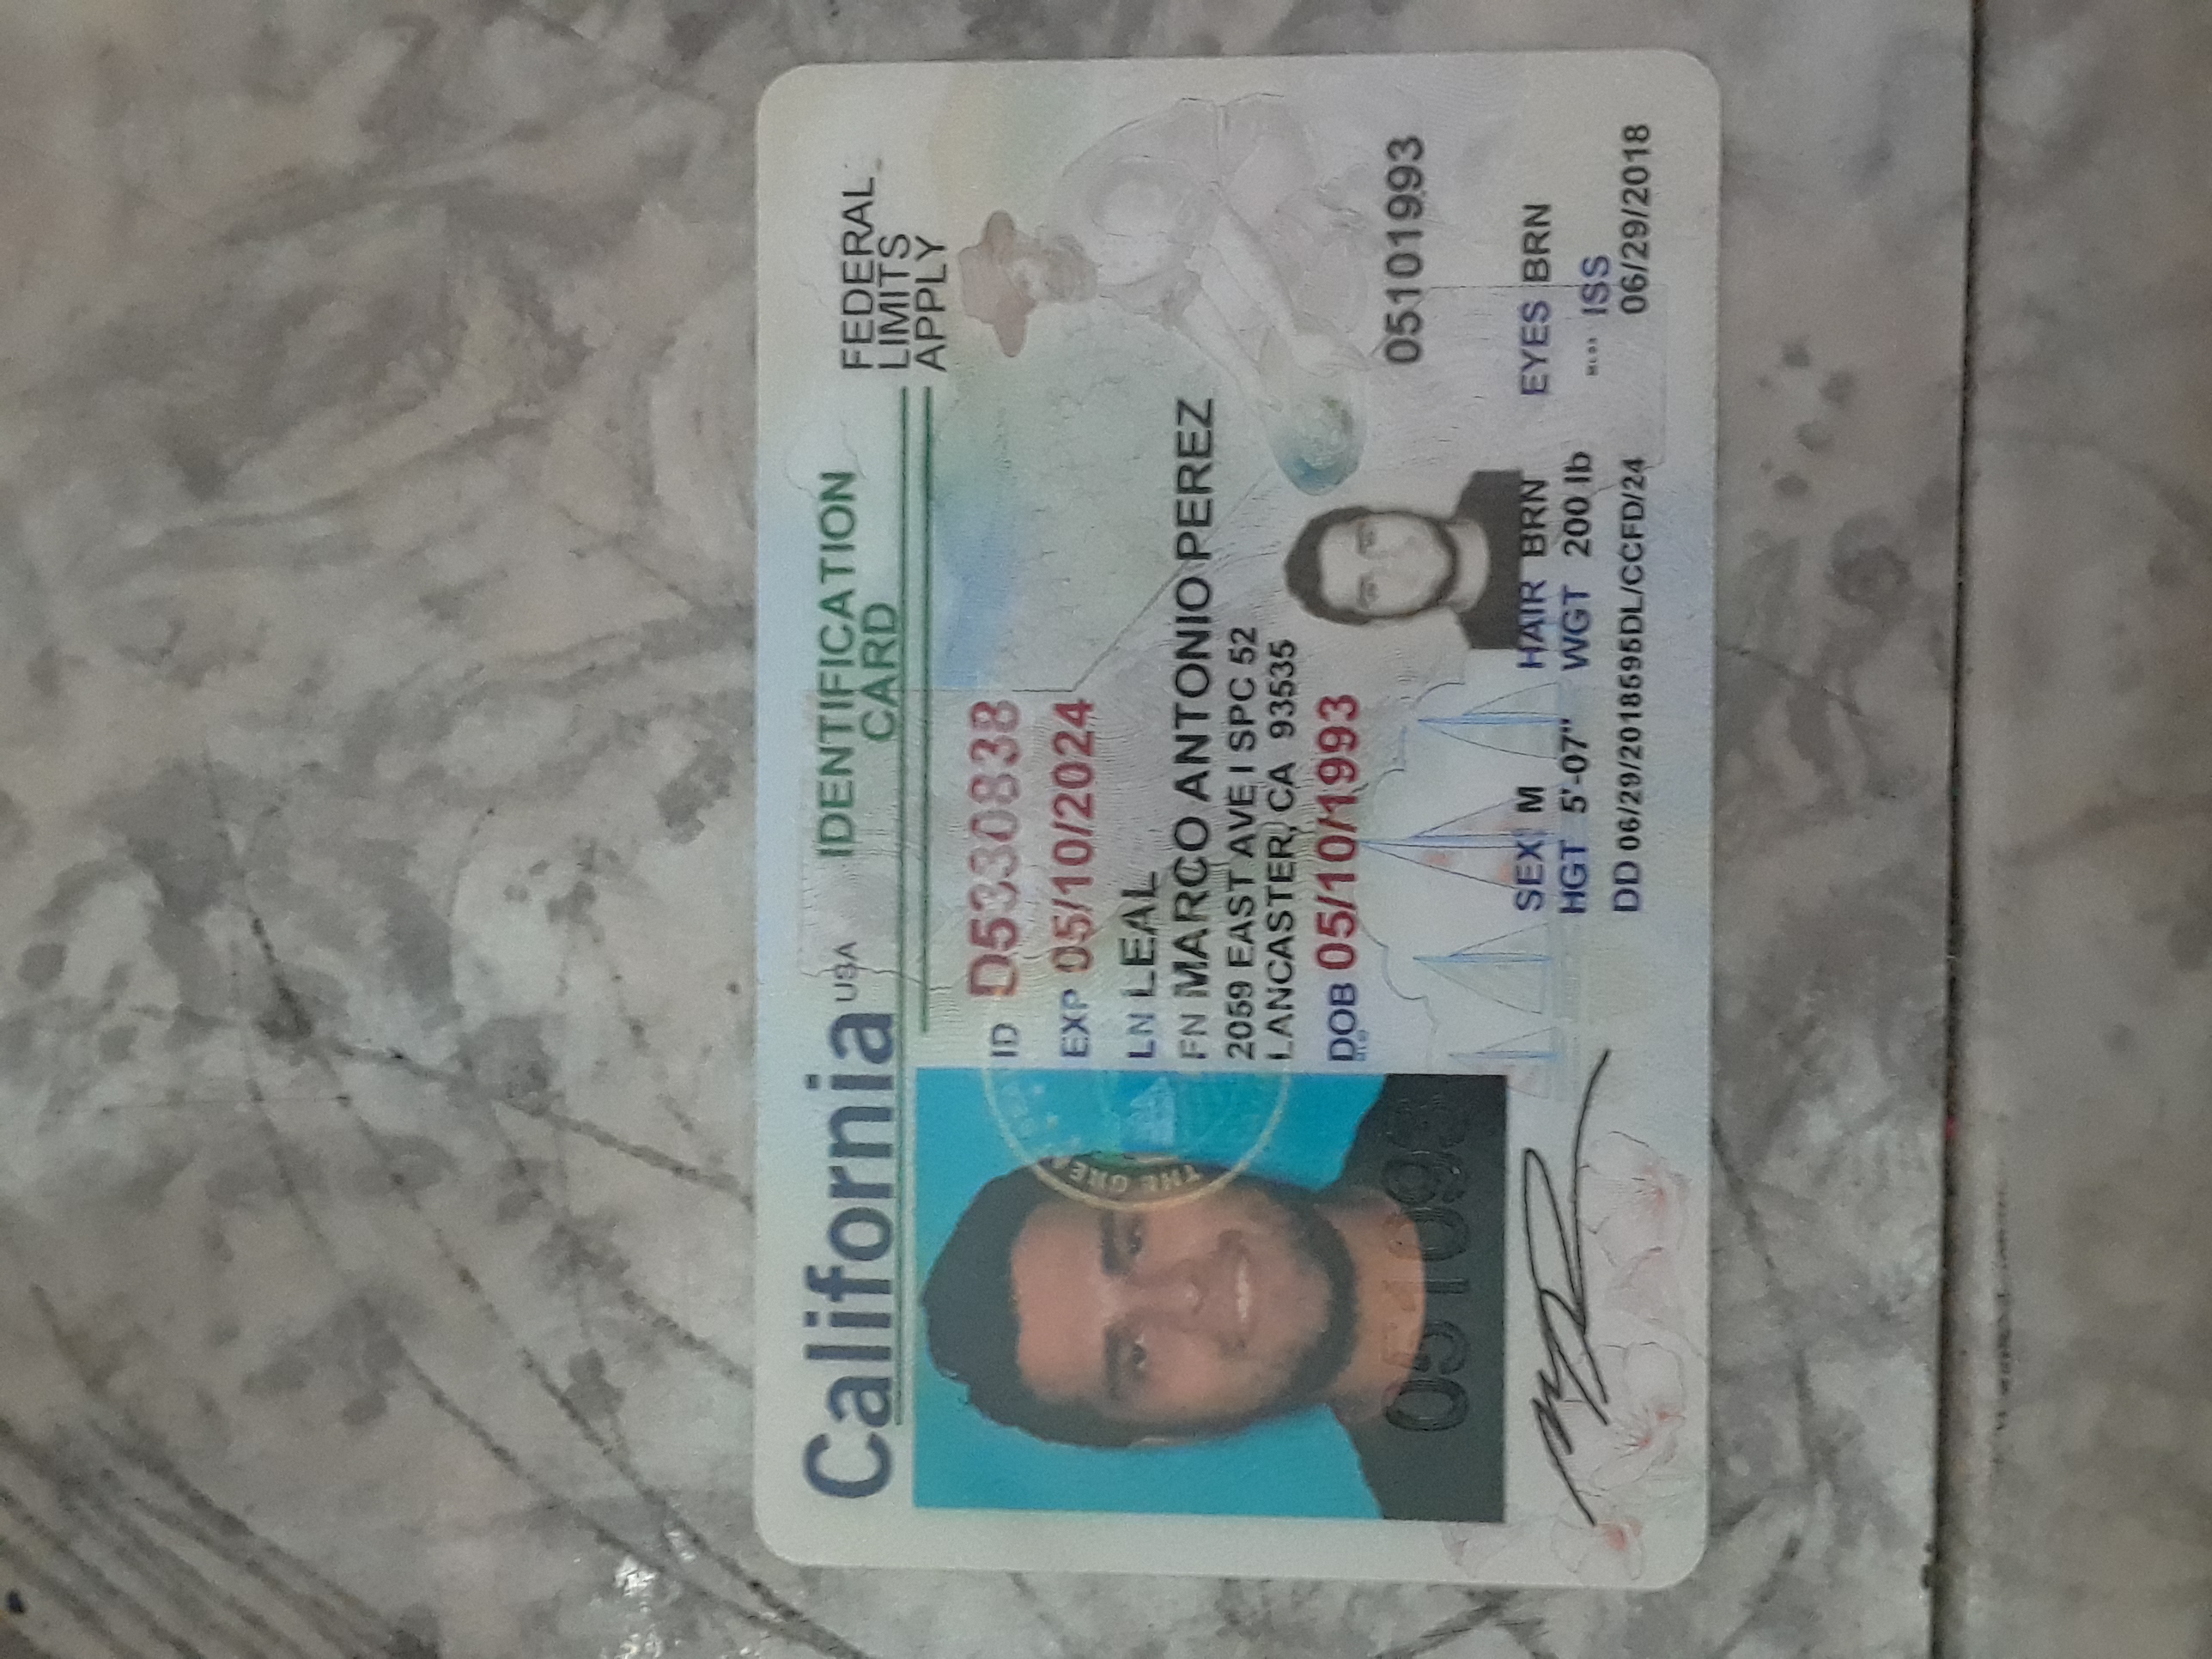 California USA IDENTIFICATION CARD
FEDERAL LIMITS APPLY
ID D5330838
EXP 05/10/2024
LN LEAL
FN MARCO ANTONIO PEREZ
2059 EAST AVE I SPC 52
LANCASTER, CA 93535
DOB 05/10/1993
051093
05101993
SEX M HAIR BRN EYES BRN
HGT 5'-07" WGT 200 lb ISS
DD 06/29/2018595DL/CCFD/24 06/29/2018